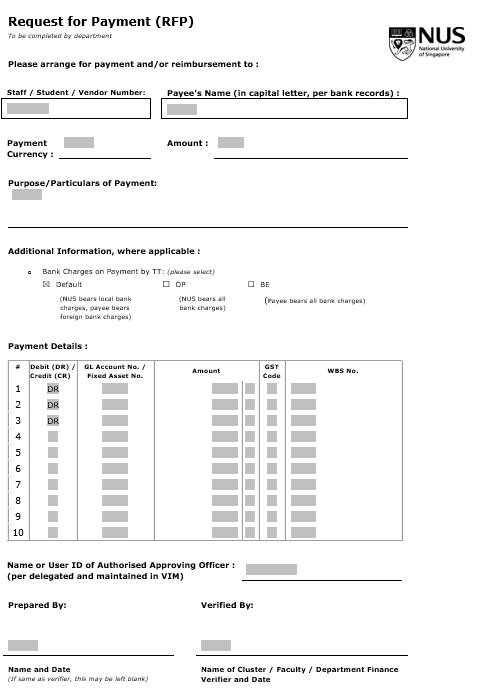 Request for Payment (RFP)
To be completed by department
NUS
National University
of Singapore
Please arrange for payment and/or reimbursement to :
Staff / Student / Vendor Number:
Payee's Name (in capital letter, per bank records) :
Payment
Currency :
Amount :
Purpose/Particulars of Payment:
Additional Information, where applicable :
Bank Charges on Payment by TT: (please select)
☒ Default
☐ OP
☐ BE
(NUS bears local bank
charges, payee bears
foreign bank charges)
(NUS bears all
bank charges)
(Payee bears all bank charges)
Payment Details :
# Debit (DR) / Credit (CR) GL Account No. / Fixed Asset No. Amount GST Code WBS No.
1 DR
2 DR
3 DR
4
5
6
7
8
9
10
Name or User ID of Authorised Approving Officer :
(per delegated and maintained in VIM)
Prepared By:
Verified By:
Name and Date
(If same as verifier, this may be left blank)
Name of Cluster / Faculty / Department Finance
Verifier and Date